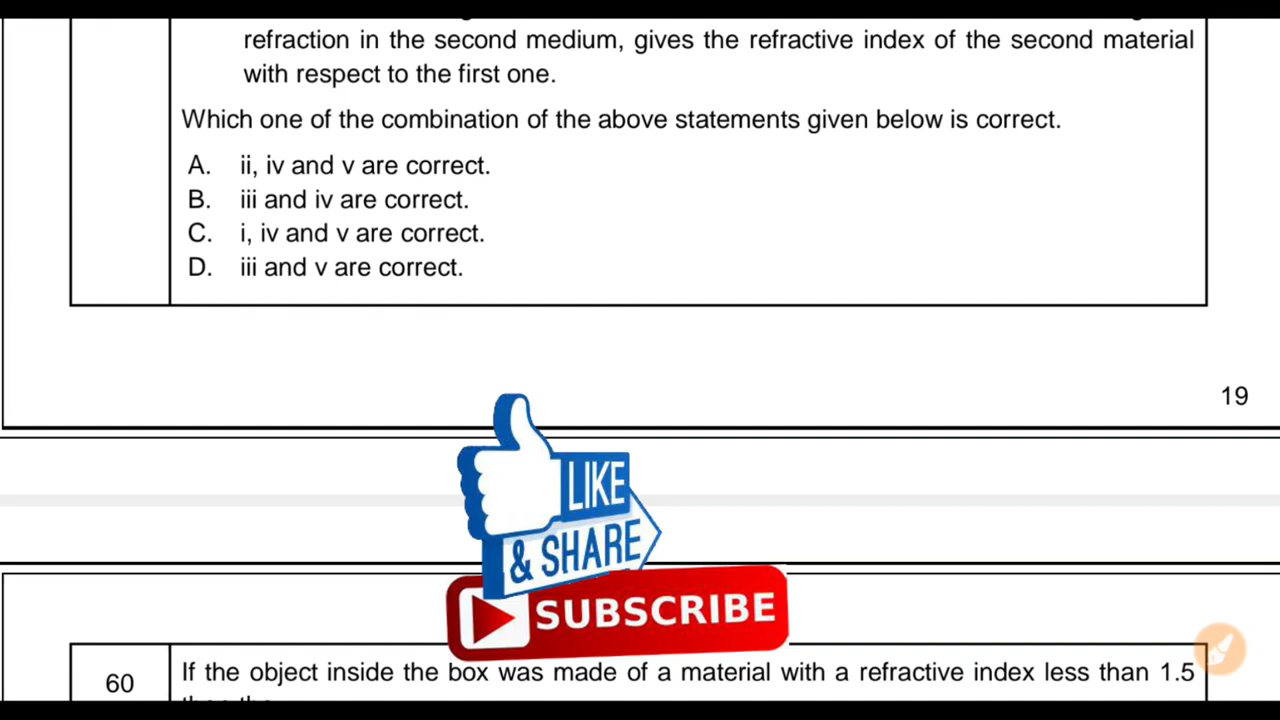 refraction in the second medium, gives the refractive index of the second material
with respect to the first one.
Which one of the combination of the above statements given below is correct.
A. ii, iv and v are correct.
B. iii and iv are correct.
C. i, iv and v are correct.
D. iii and v are correct.
19
LIKE
& SHARE
SUBSCRIBE
60 If the object inside the box was made of a material with a refractive index less than 1.5